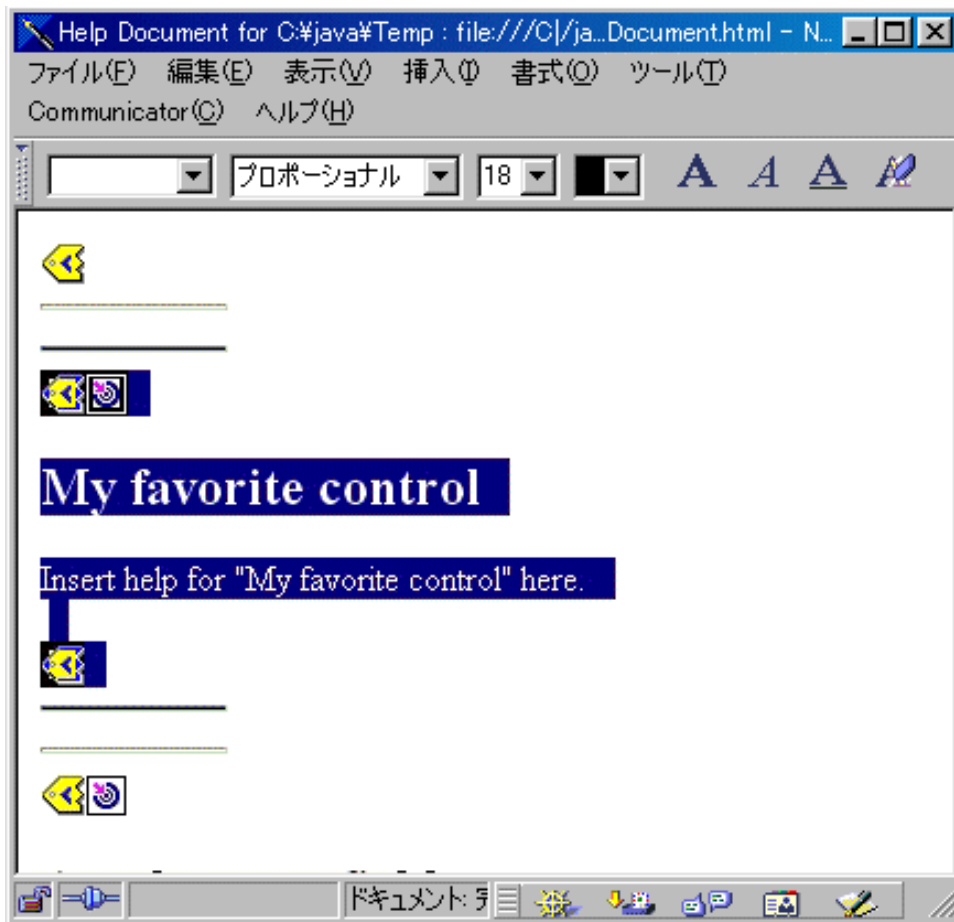 Help Document for C:¥java¥Temp : file:///C|/ja...Document.html - N...
ファイル(F) 編集(E) 表示(V) 挿入(I) 書式(O) ツール(T)
Communicator(C) ヘルプ(H)
プロポーショナル 18 A A A
My favorite control
Insert help for "My favorite control" here.
ドキュメント: